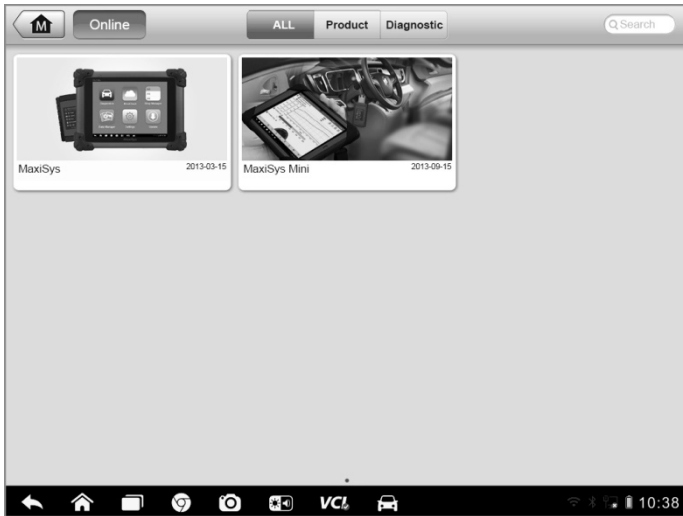 M
Online
ALL
Product
Diagnostic
Search
MaxiSys
2013-03-15
MaxiSys Mini
2013-09-15
VCI
10:38